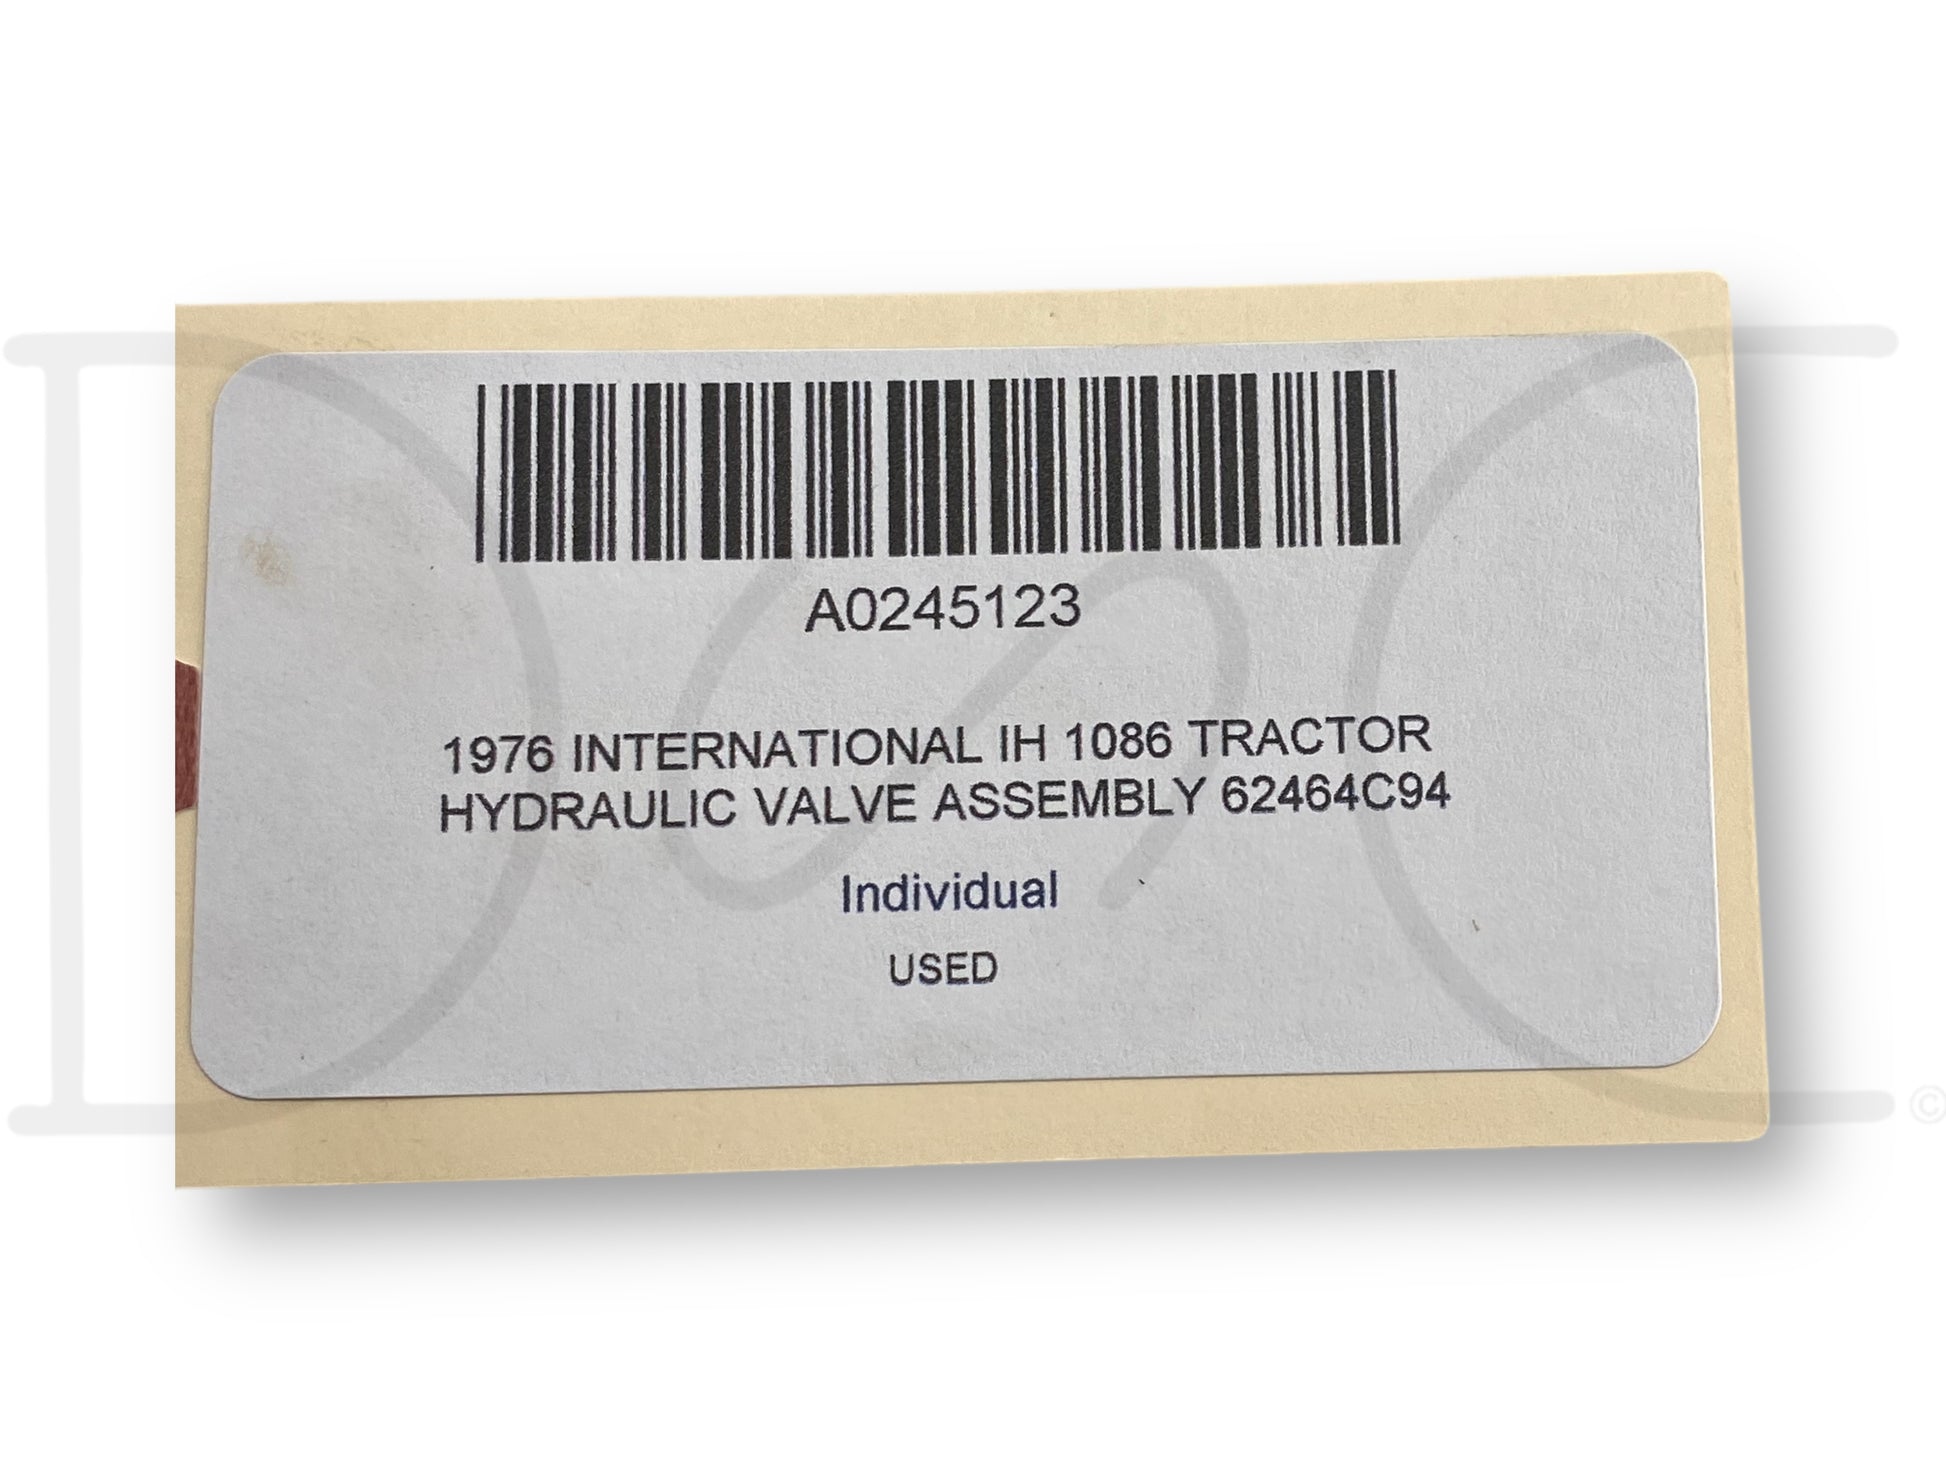 A0245123
1976 INTERNATIONAL IH 1086 TRACTOR
HYDRAULIC VALVE ASSEMBLY 62464C94
Individual
USED
©